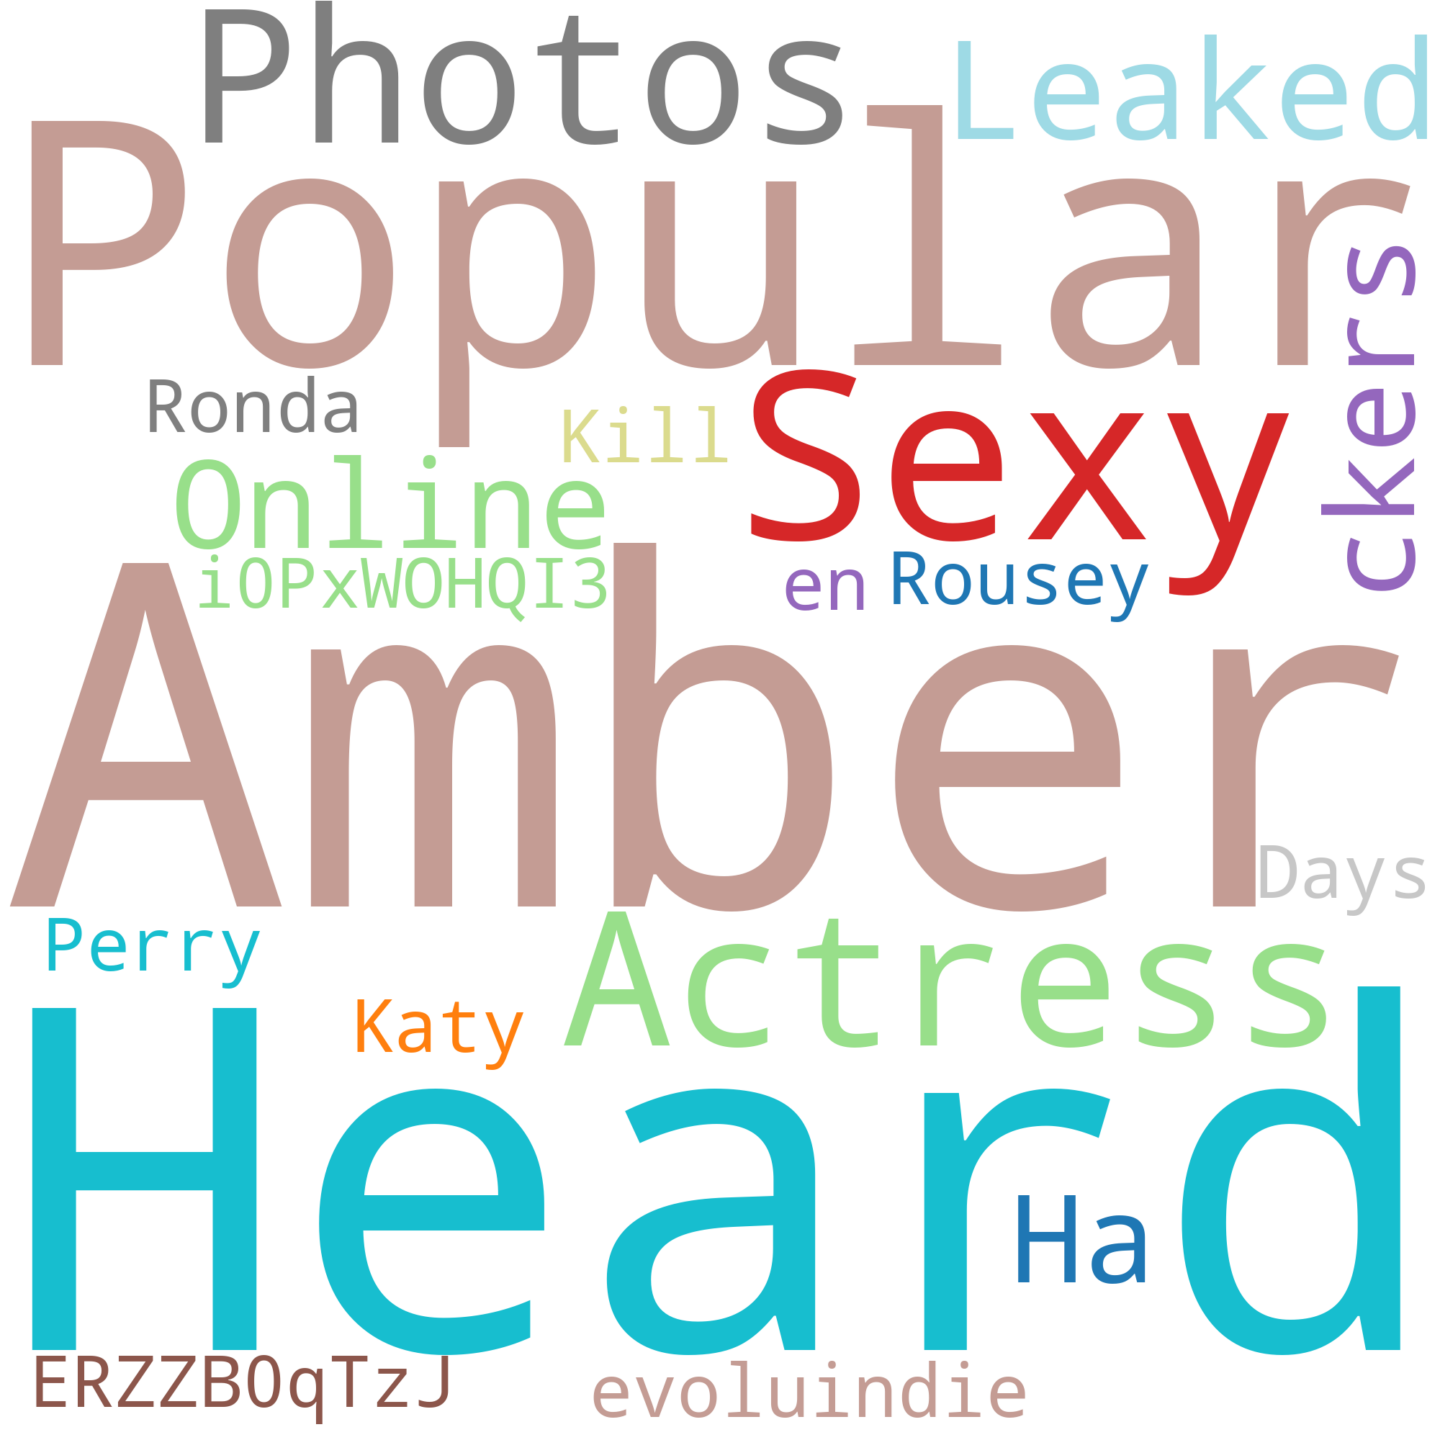 Photos
Leaked
Popular
ckers
Ronda
Kill
Sexy
Online
i0PxWOHQI3
en
Rousey
Amber
Days
Perry
Actress
Katy
Heard
Ha
ERZZB0qTzJ
evoluindie